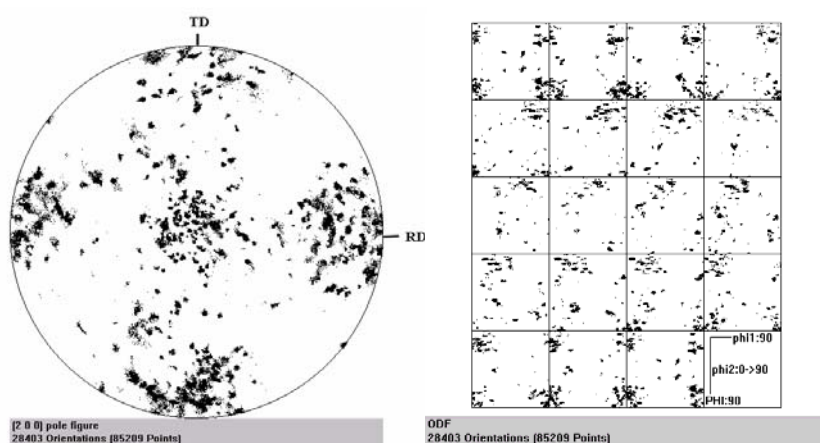 TD
RD
[2 0 0] pole figure
28403 Orientations (85209 Points)
phi1:90
phi2:0->90
PHI:90
ODF
28403 Orientations (85209 Points)